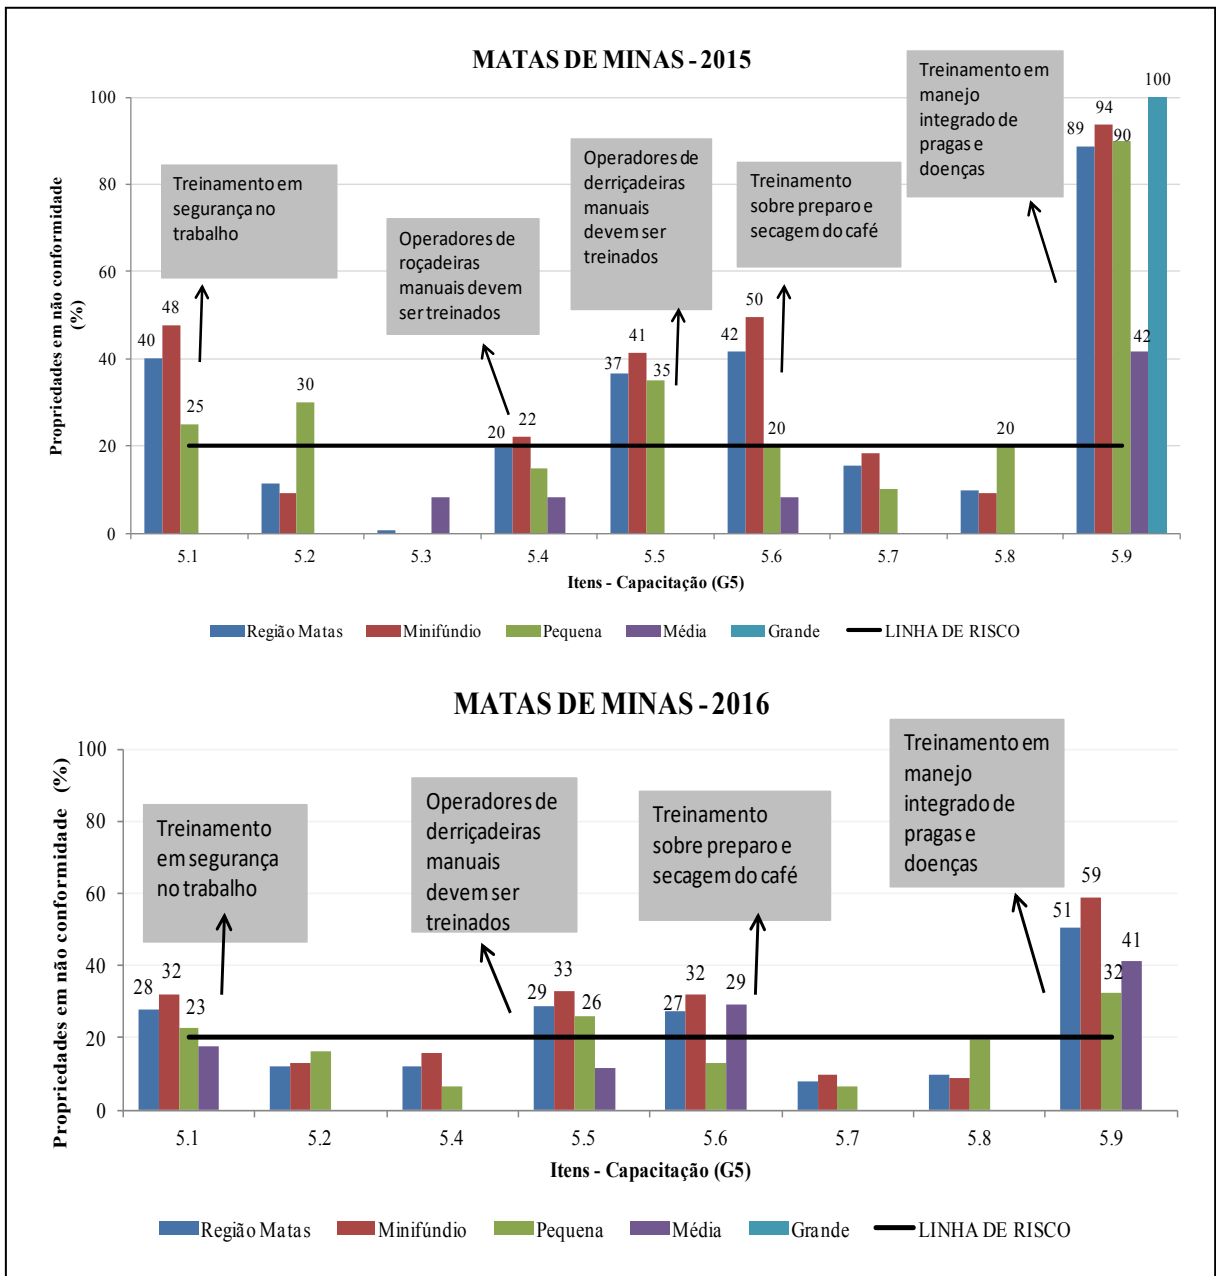 MATAS DE MINAS - 2015
Propriedades em não conformidade
(%)
100
80
60
40
20
0
Treinamento em
segurança no
trabalho
Operadores de
roçadeiras
manuais devem
ser treinados
Operadores de
derriçadeiras
manuais
devem ser
treinados
Treinamento
sobre preparo e
secagem do café
Treinamento em
manejo
integrado de
pragas e
doenças
40 48 25
30
20 22
37 41 35
42 50 20
20
89 94 90 42 100
5.1 5.2 5.3 5.4 5.5 5.6 5.7 5.8 5.9
Itens - Capacitação (G5)
Região Matas Minifúndio Pequena Média Grande LINHA DE RISCO
MATAS DE MINAS - 2016
Propriedades em não conformidade (%)
100
80
60
40
20
0
Treinamento
em segurança
no trabalho
Operadores de
derriçadeiras
manuais
devem ser
treinados
Treinamento
sobre preparo e
secagem do café
Treinamento em
manejo
integrado de
pragas e
doenças
28 32 23
29 33 26
27 32 29
51 59 32 41
5.1 5.2 5.4 5.5 5.6 5.7 5.8 5.9
Itens - Capacitação (G5)
Região Matas Minifúndio Pequena Média Grande LINHA DE RISCO